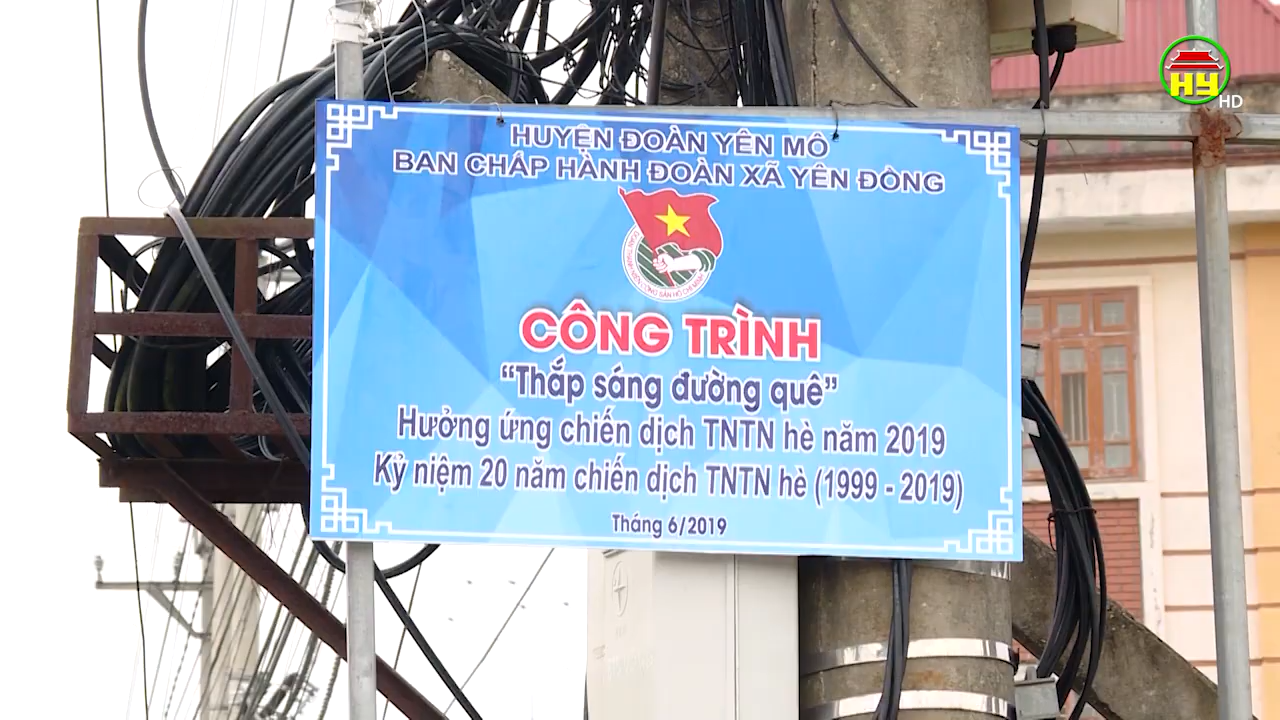 HUYỆN ĐOÀN YÊN MÔ
BAN CHẤP HÀNH ĐOÀN XÃ YÊN ĐỒNG
CÔNG TRÌNH
“Thắp sáng đường quê”
Hưởng ứng chiến dịch TNTN hè năm 2019
Kỷ niệm 20 năm chiến dịch TNTN hè (1999 - 2019)
Tháng 6/2019
HY
HD